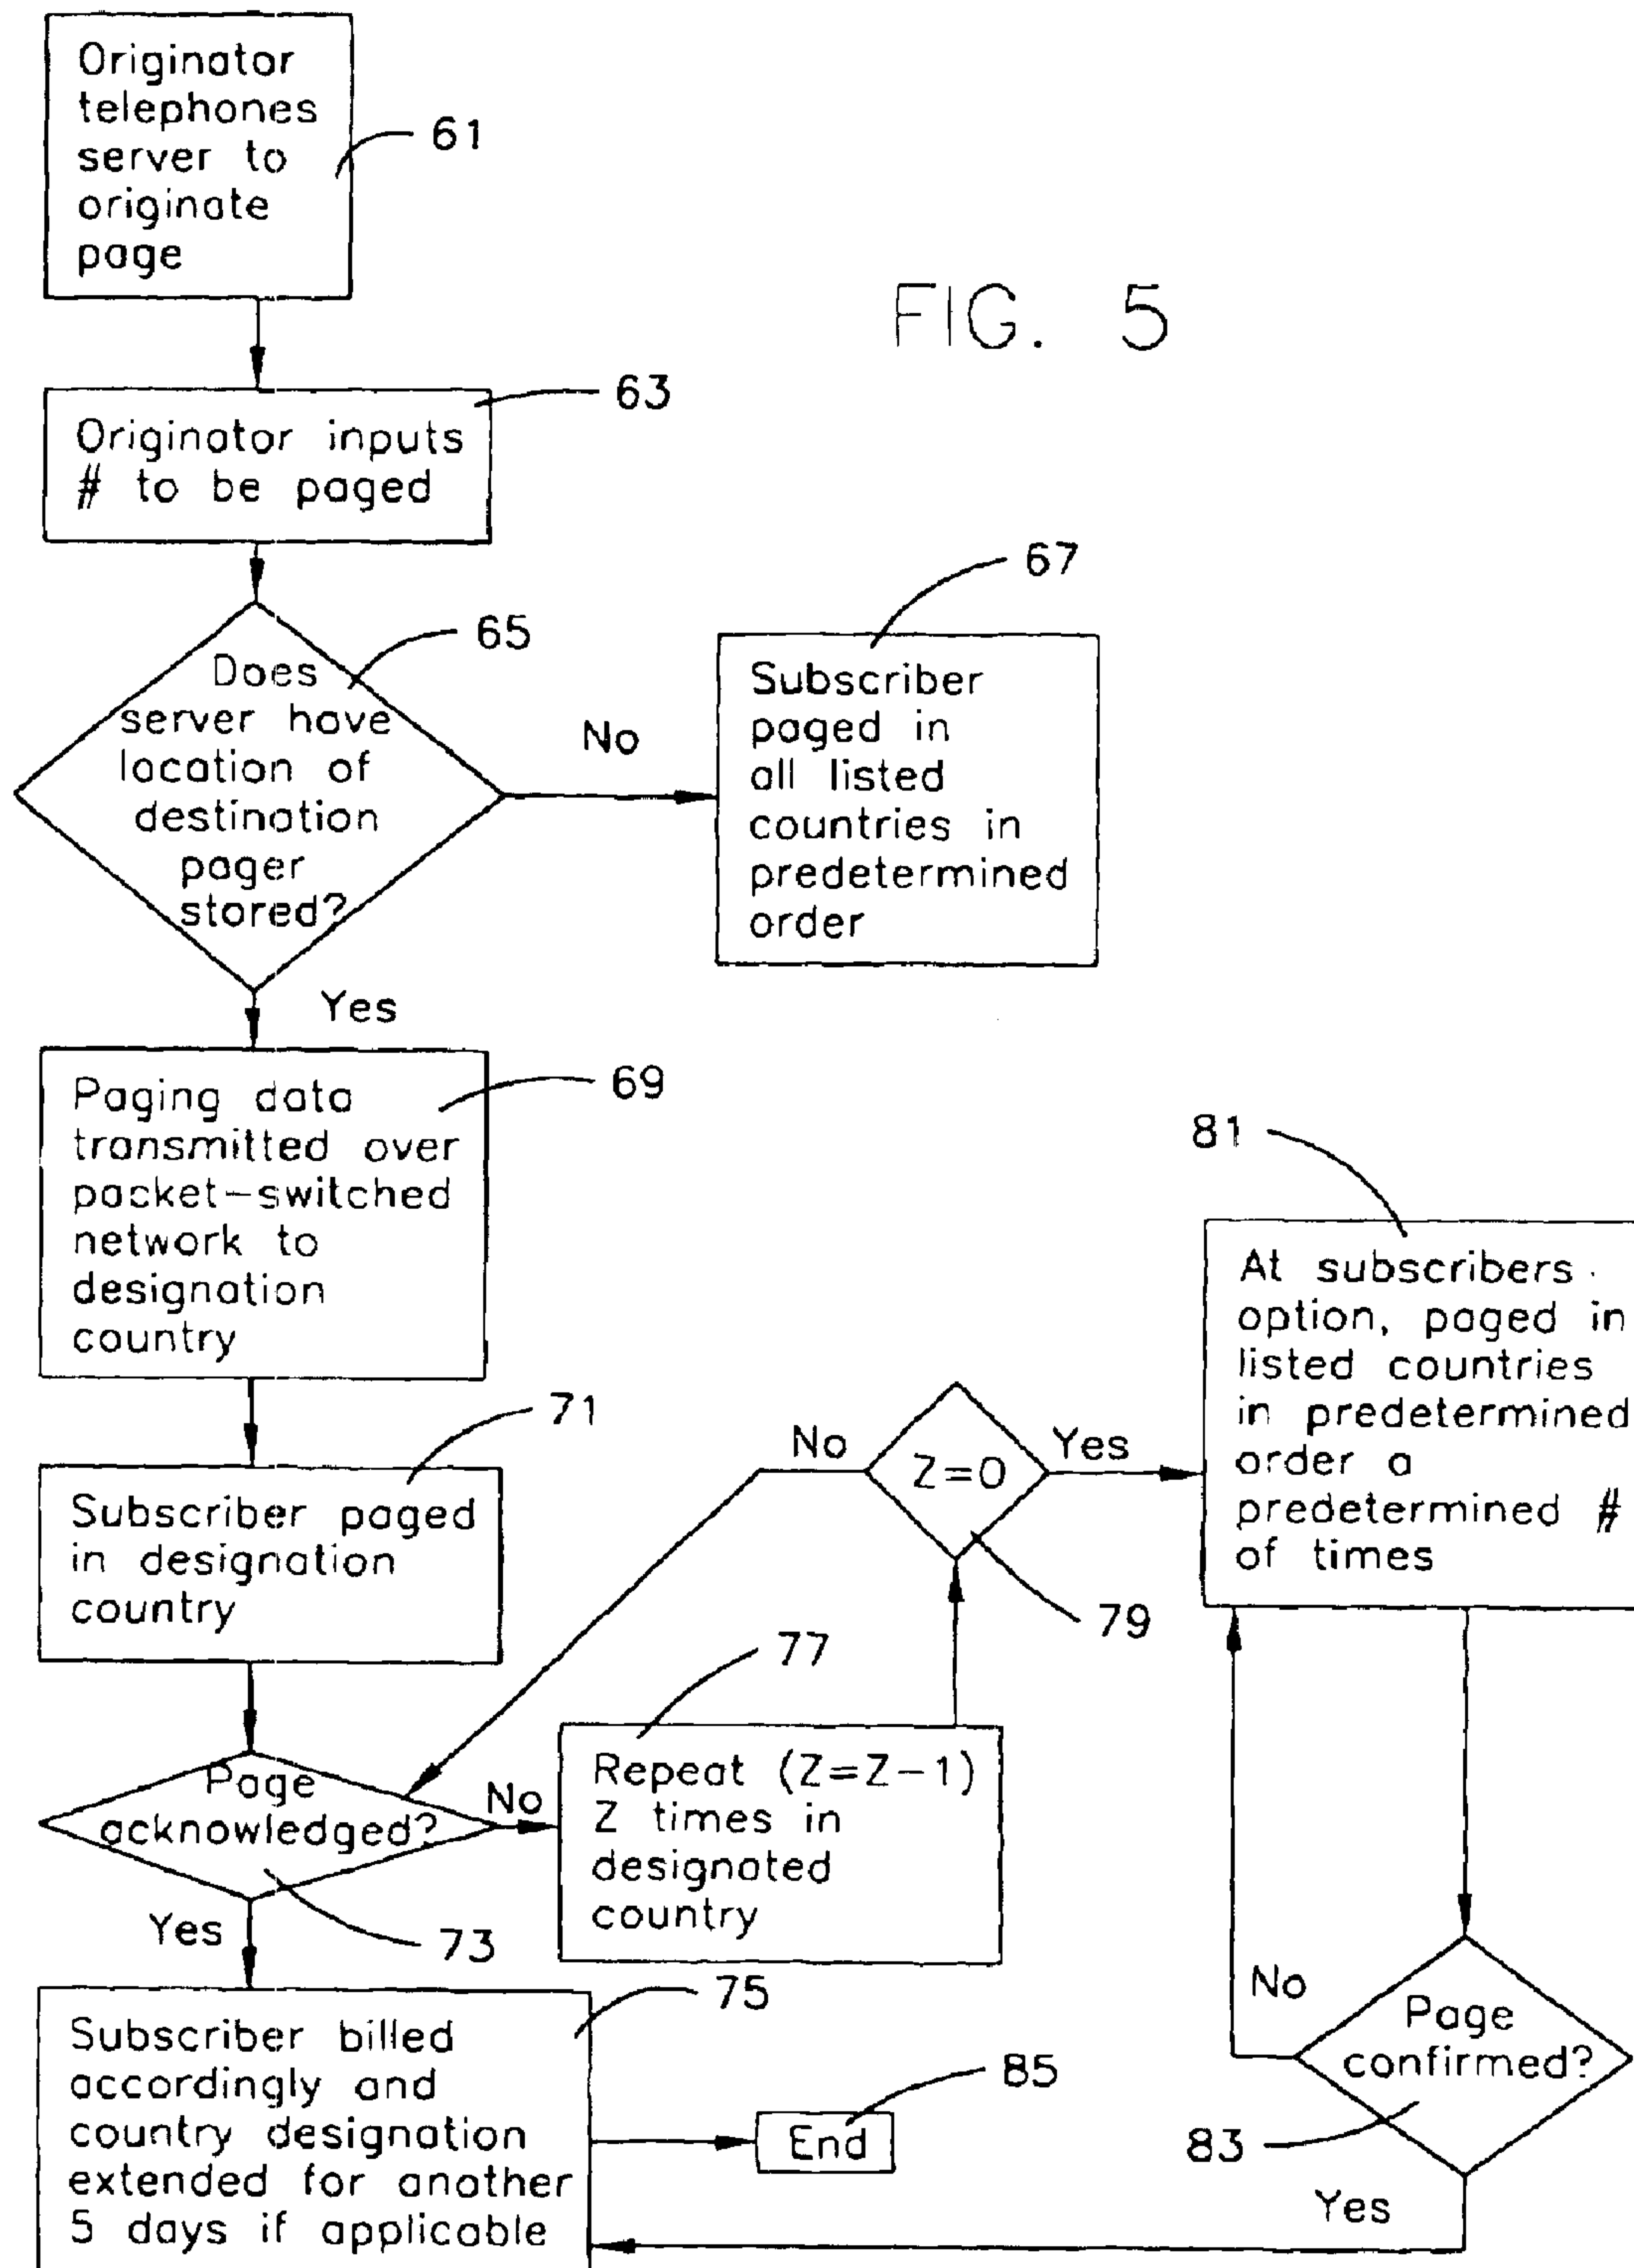 Originator
telephones
server to
originate
page
61
FIG. 5
63
Originator inputs
# to be paged
65
Does
server have
location of
destination
pager
stored?
No
67
Subscriber
paged in
all listed
countries in
predetermined
order
Yes
69
Paging data
transmitted over
packet-switched
network to
designation
country
71
Subscriber paged
in designation
country
Page
acknowledged?
73
No
77
Repeat (Z=Z-1)
Z times in
designated
country
No
Z=0
Yes
79
81
At subscribers
option, paged in
listed countries
in predetermined
order a
predetermined #
of times
No
Page
confirmed?
83
Yes
Yes
75
Subscriber billed
accordingly and
country designation
extended for another
5 days if applicable
85
End